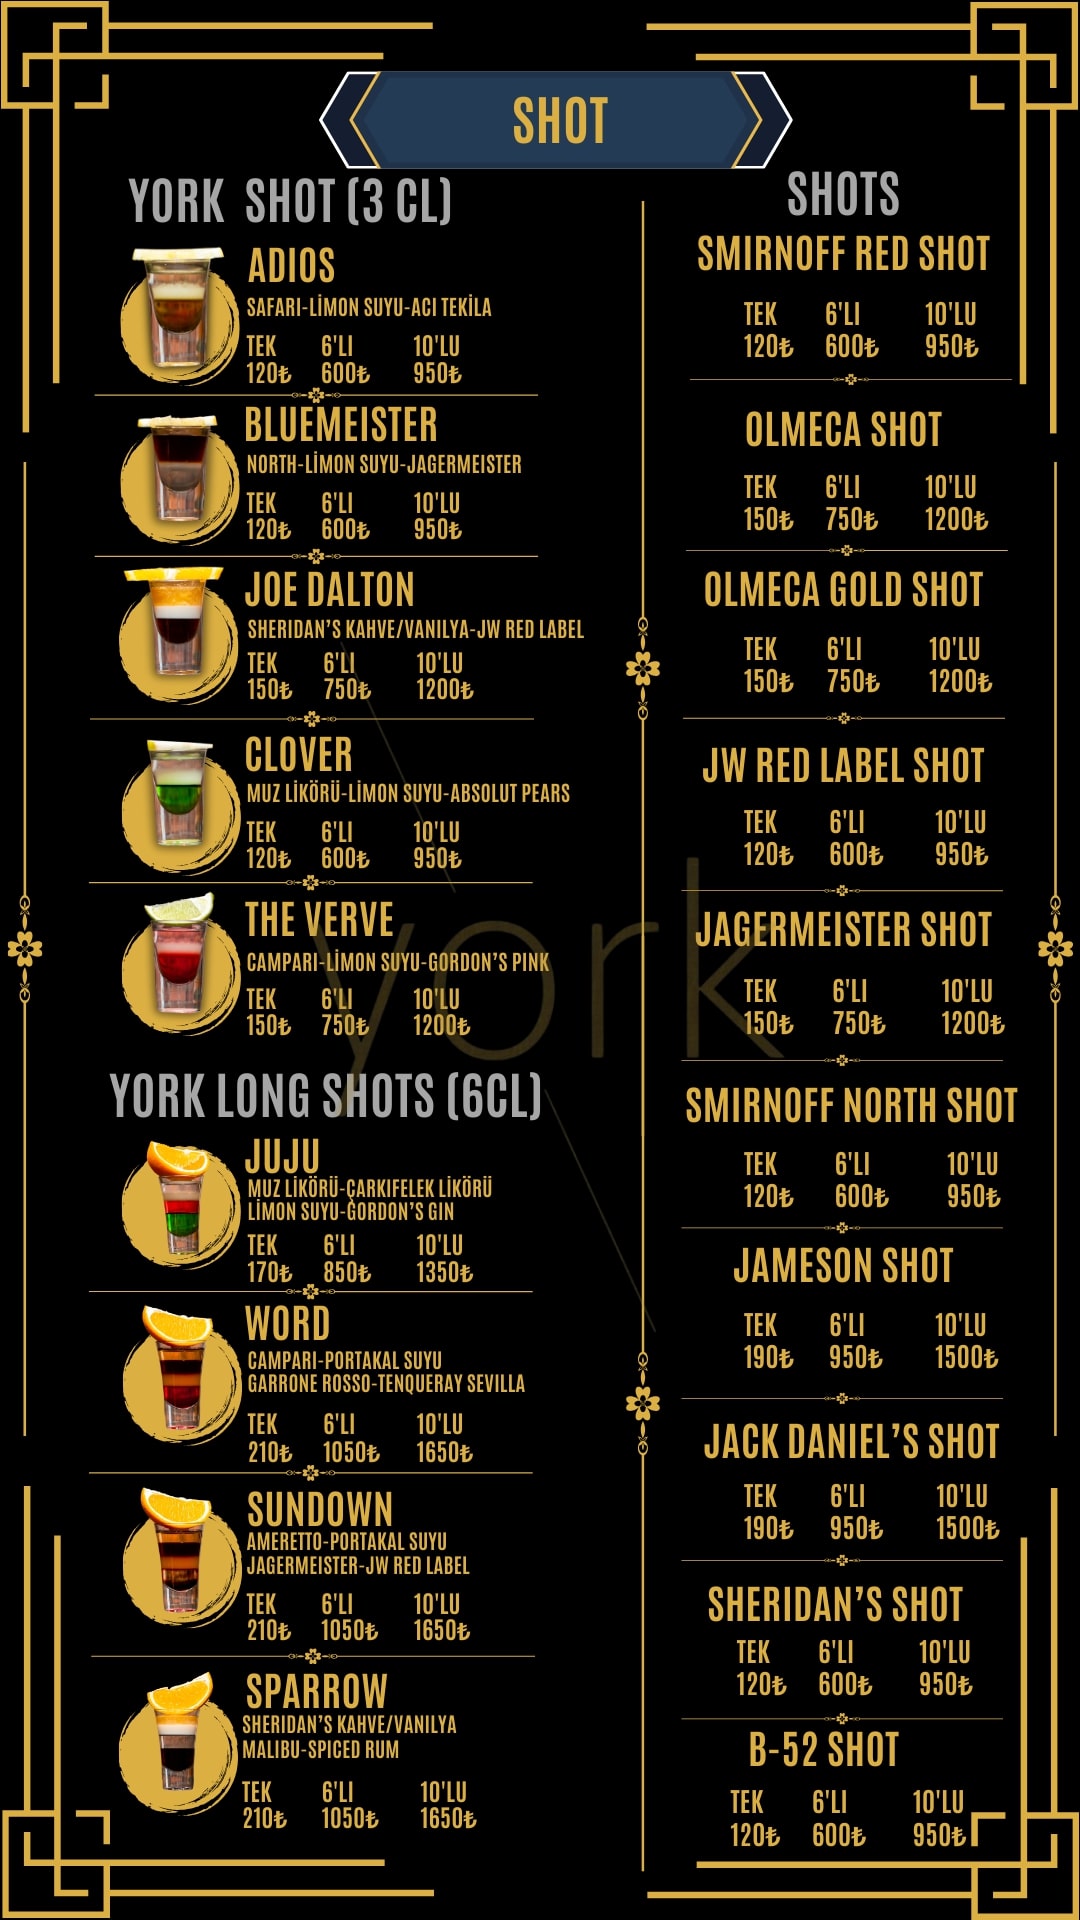 SHOT
YORK SHOT (3 CL)
ADIOS
SAFARI-LİMON SUYU-ACI TEKİLA
TEK 6'LI 10'LU
120₺ 600₺ 950₺
BLUEMEISTER
NORTH-LİMON SUYU-JAGERMEISTER
TEK 6'LI 10'LU
120₺ 600₺ 950₺
JOE DALTON
SHERIDAN’S KAHVE/VANILYA-JW RED LABEL
TEK 6'LI 10'LU
150₺ 750₺ 1200₺
CLOVER
MUZ LİKÖRÜ-LİMON SUYU-ABSOLUT PEARS
TEK 6'LI 10'LU
120₺ 600₺ 950₺
THE VERVE
CAMPARI-LİMON SUYU-GORDON’S PINK
TEK 6'LI 10'LU
150₺ 750₺ 1200₺
YORK LONG SHOTS (6CL)
JUJU
MUZ LİKÖRÜ-ÇARKIFELEK LİKÖRÜ
LİMON SUYU-GORDON’S GIN
TEK 6'LI 10'LU
170₺ 850₺ 1350₺
WORD
CAMPARI-PORTAKAL SUYU
GARRONE ROSSO-TENQUERAY SEVILLA
TEK 6'LI 10'LU
210₺ 1050₺ 1650₺
SUNDOWN
AMERETTO-PORTAKAL SUYU
JAGERMEISTER-JW RED LABEL
TEK 6'LI 10'LU
210₺ 1050₺ 1650₺
SPARROW
SHERIDAN’S KAHVE/VANILYA
MALIBU-SPICED RUM
TEK 6'LI 10'LU
210₺ 1050₺ 1650₺
SHOTS
SMIRNOFF RED SHOT
TEK 6'LI 10'LU
120₺ 600₺ 950₺
OLMECA SHOT
TEK 6'LI 10'LU
150₺ 750₺ 1200₺
OLMECA GOLD SHOT
TEK 6'LI 10'LU
150₺ 750₺ 1200₺
JW RED LABEL SHOT
TEK 6'LI 10'LU
120₺ 600₺ 950₺
JAGERMEISTER SHOT
TEK 6'LI 10'LU
150₺ 750₺ 1200₺
SMIRNOFF NORTH SHOT
TEK 6'LI 10'LU
120₺ 600₺ 950₺
JAMESON SHOT
TEK 6'LI 10'LU
190₺ 950₺ 1500₺
JACK DANIEL’S SHOT
TEK 6'LI 10'LU
190₺ 950₺ 1500₺
SHERIDAN’S SHOT
TEK 6'LI 10'LU
120₺ 600₺ 950₺
B-52 SHOT
TEK 6'LI 10'LU
120₺ 600₺ 950₺
york